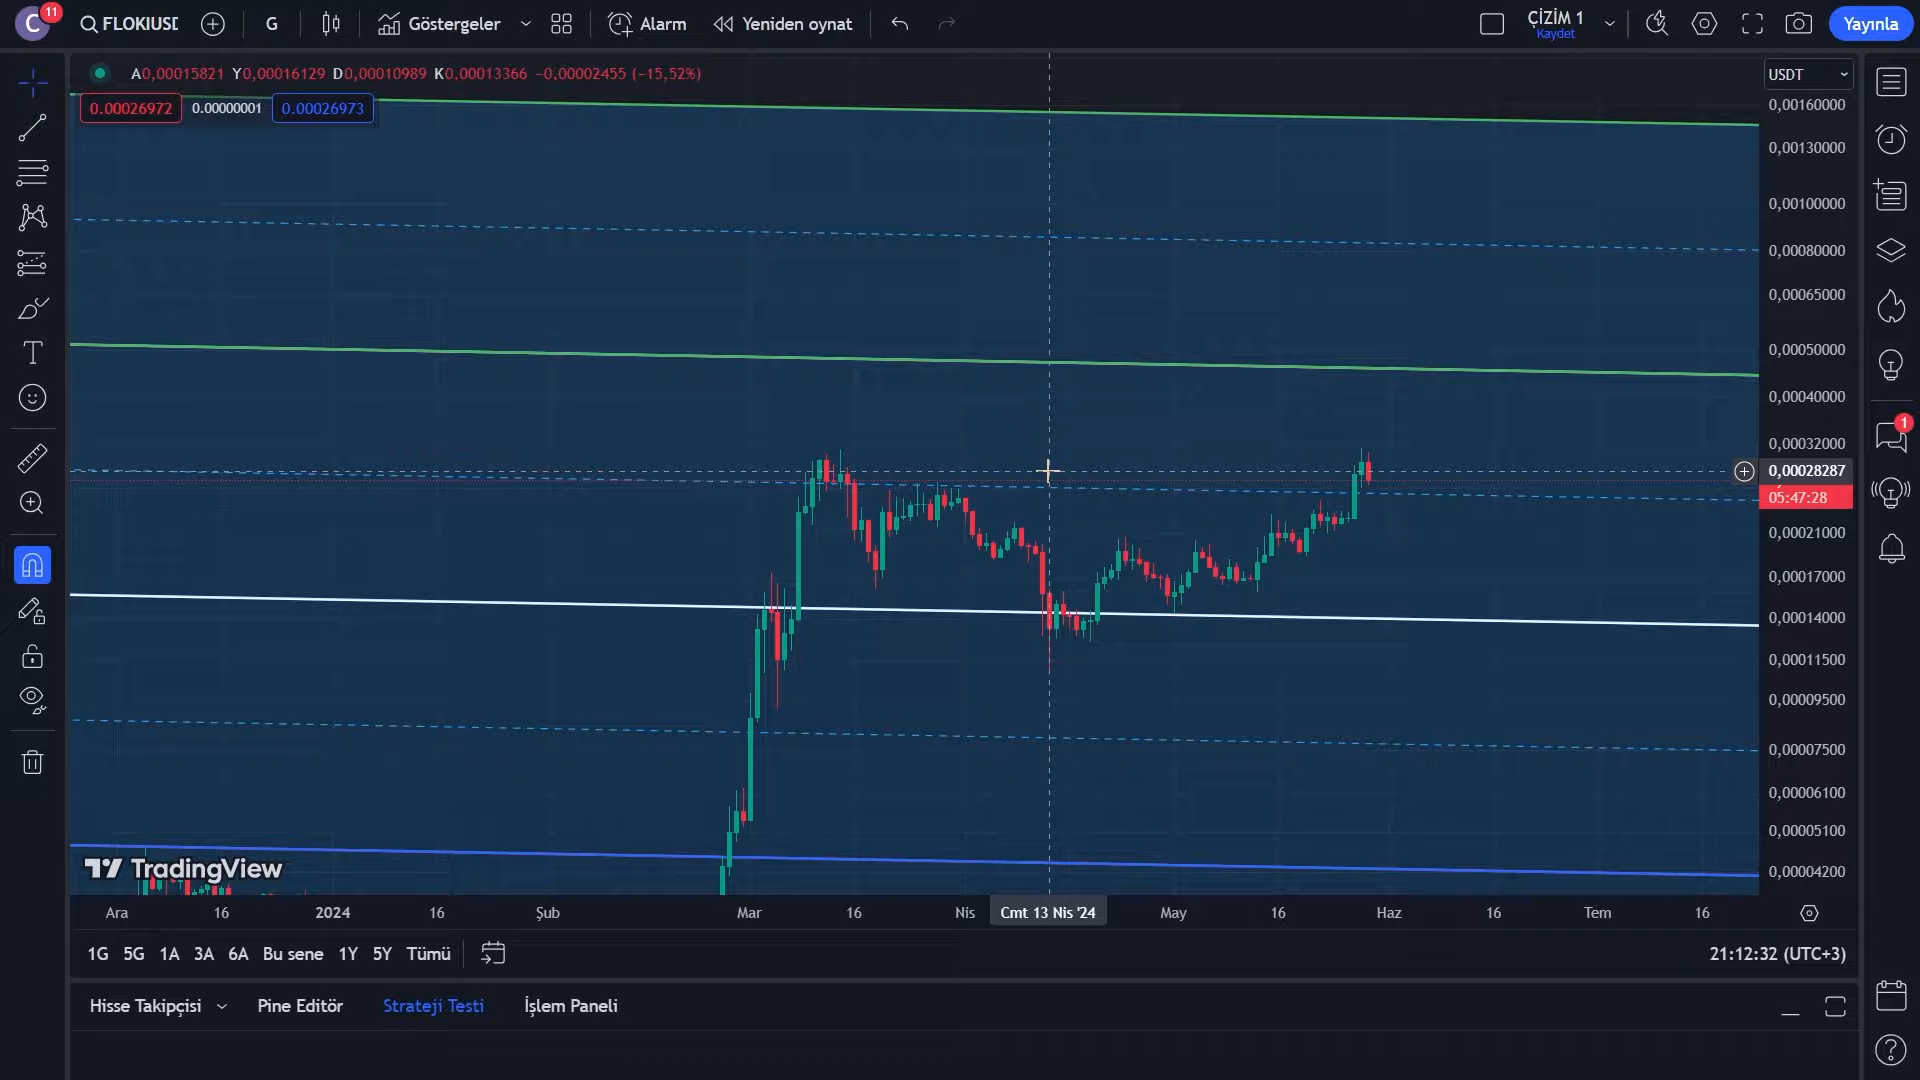 C 11 FLOKIUSD G Göstergeler Alarm Yeniden oynat ÇİZİM 1 Kaydet Yayınla
A0,00015821 Y0,00016129 D0,00010989 K0,00013366 −0,00002455 (−15,52%)
0.00026972 0.00000001 0.00026973
USDT
0,00160000
0,00130000
0,00100000
0,00080000
0,00065000
0,00050000
0,00040000
0,00032000
0,00028287
05:47:28
0,00021000
0,00017000
0,00014000
0,00011500
0,00009500
0,00007500
0,00006100
0,00005100
0,00004200
1
TradingView
Ara 16 2024 16 Şub Mar 16 Nis Cmt 13 Nis '24 May 16 Haz 16 Tem 16
1G 5G 1A 3A 6A Bu sene 1Y 5Y Tümü 21:12:32 (UTC+3)
Hisse Takipçisi Pine Editör Strateji Testi İşlem Paneli